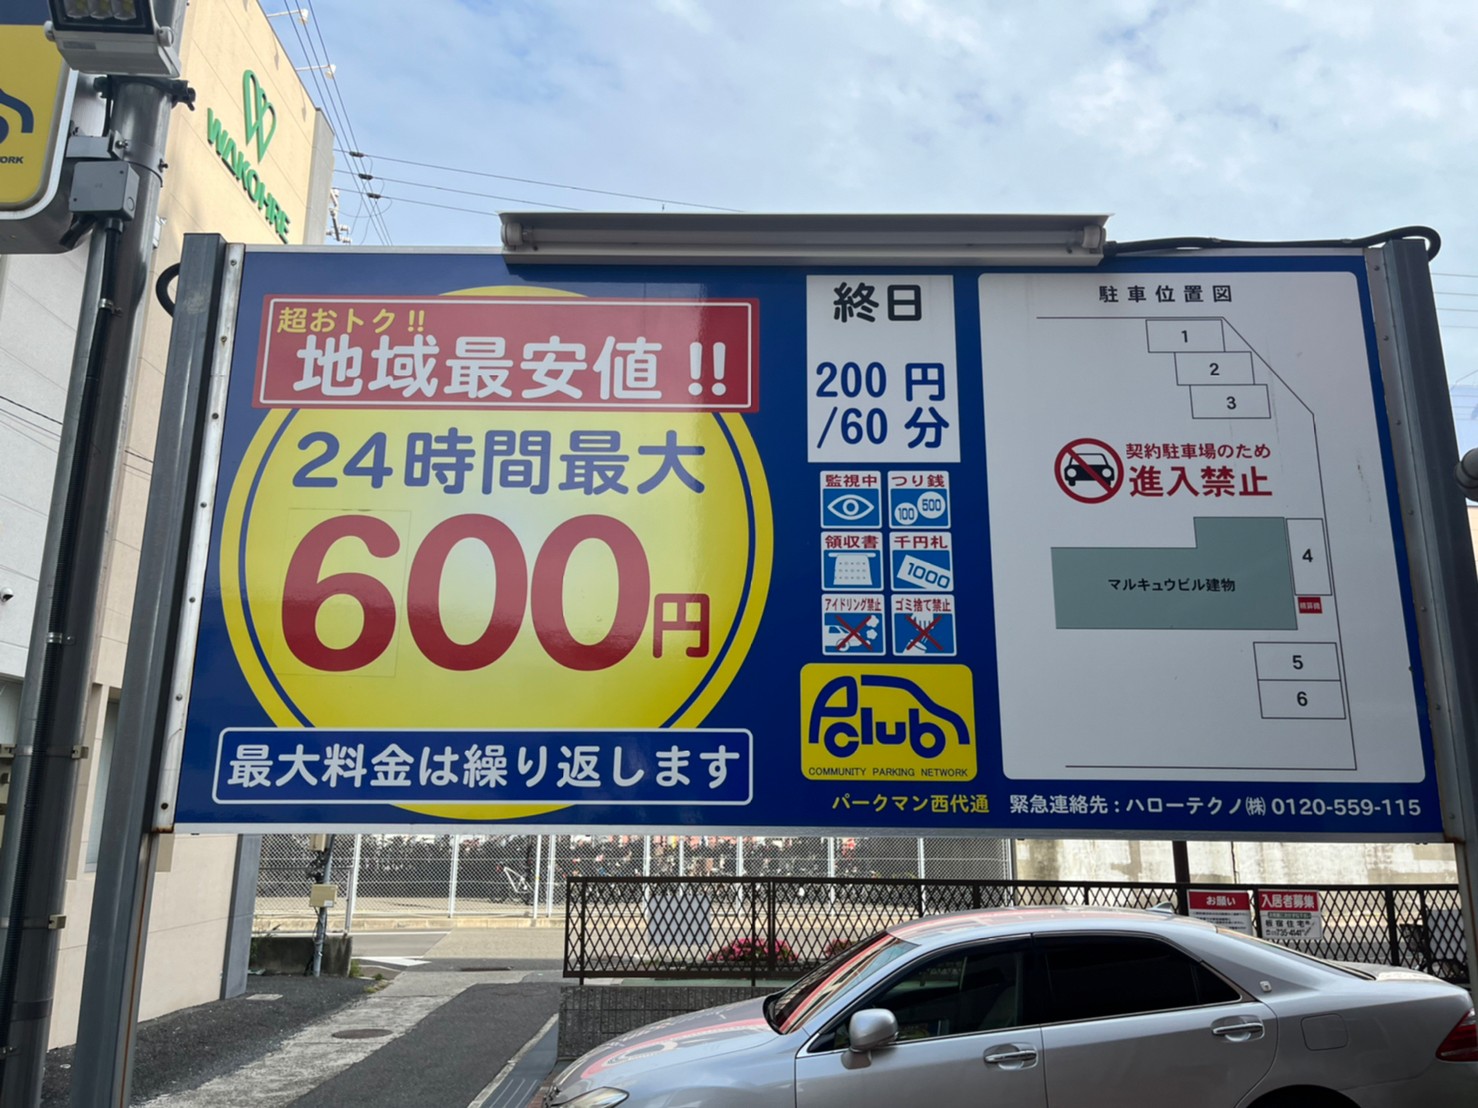 WAKOHRE
ORK
超おトク!!
地域最安値!!
24時間最大
600円
最大料金は繰り返します
終日
200円
/60分
監視中
つり銭
100 500
領収書
千円札
1000
アイドリング禁止
ゴミ捨て禁止
P club
COMMUNITY PARKING NETWORK
パークマン西代通
緊急連絡先：ハローテクノ㈱ 0120-559-115
駐車位置図
1
2
3
契約駐車場のため
進入禁止
4
マルキュウビル建物
精算機
5
6
お願い
入居者募集